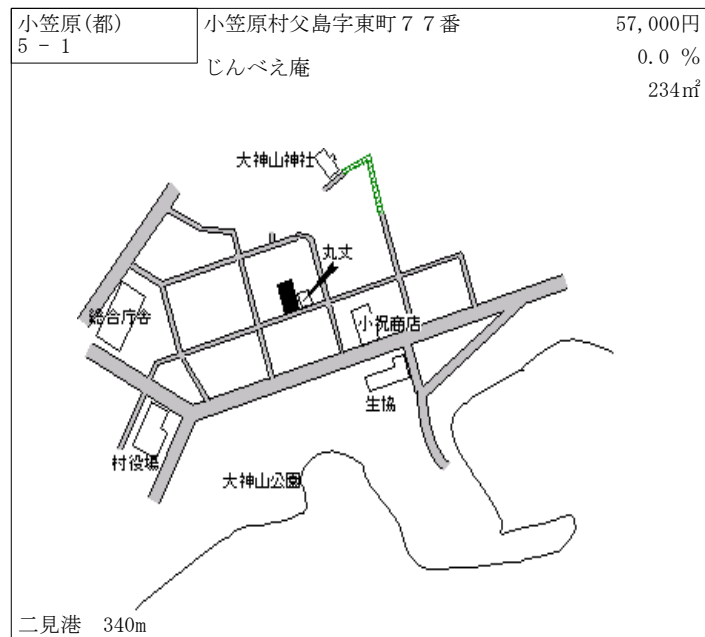 小笠原(都)
5 - 1
小笠原村父島字東町７７番
じんべえ庵
57,000円
0.0 %
234㎡
大神山神社
丸丈
総合庁舎
小祝商店
生協
村役場
大神山公園
二見港 340m